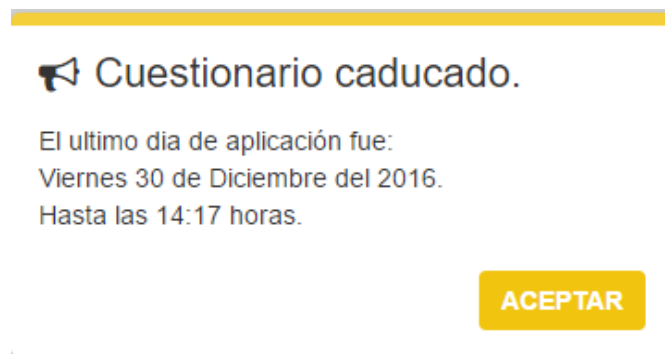 Cuestionario caducado.
El ultimo dia de aplicación fue:
Viernes 30 de Diciembre del 2016.
Hasta las 14:17 horas.
ACEPTAR